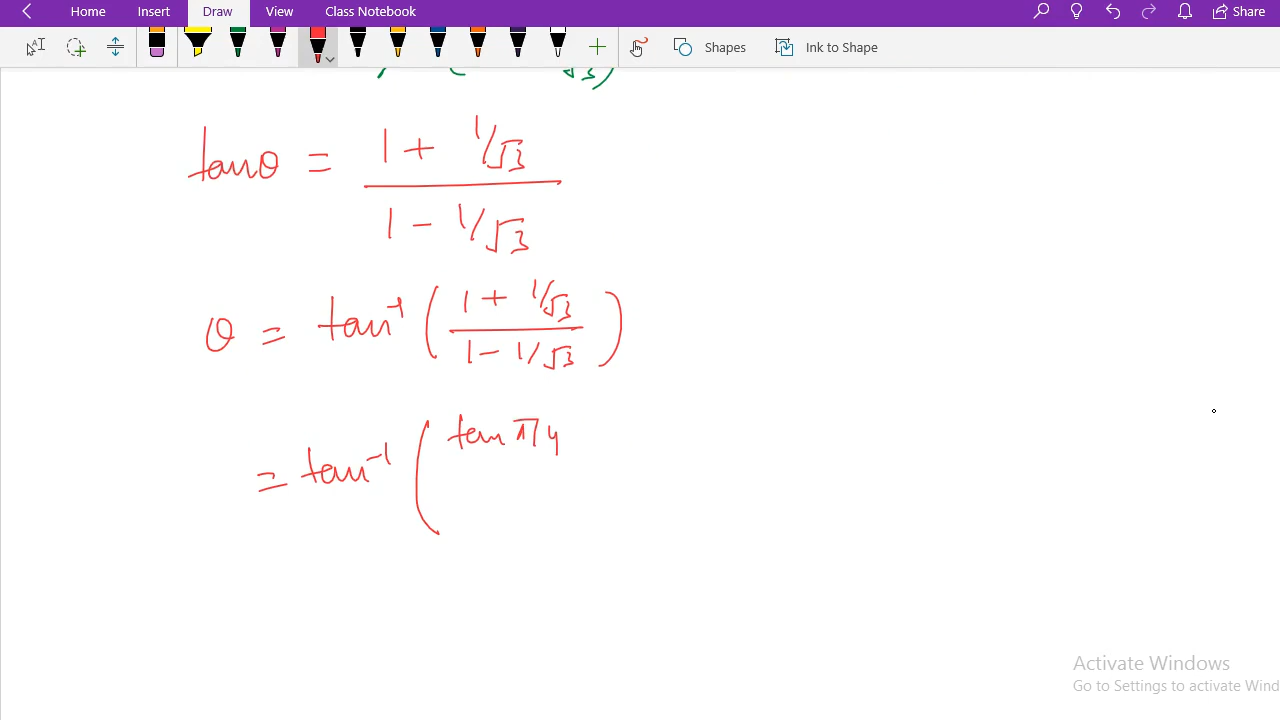 Home Insert Draw View Class Notebook Share
Shapes Ink to Shape
√3)
tanθ = (1 + 1/√3) / (1 - 1/√3)
θ = tan⁻¹ ( (1 + 1/√3) / (1 - 1/√3) )
= tan⁻¹ ( tan π/4
Activate Windows
Go to Settings to activate Wind